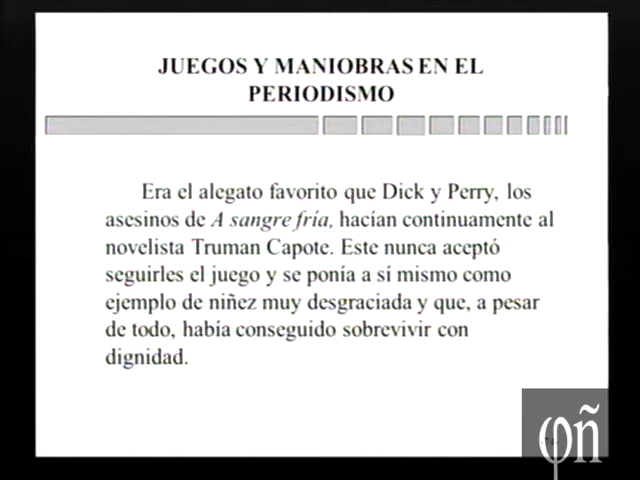 JUEGOS Y MANIOBRAS EN EL
PERIODISMO
Era el alegato favorito que Dick y Perry, los
asesinos de A sangre fría, hacían continuamente al
novelista Truman Capote. Este nunca aceptó
seguirles el juego y se ponía a sí mismo como
ejemplo de niñez muy desgraciada y que, a pesar
de todo, había conseguido sobrevivir con
dignidad.
φñ